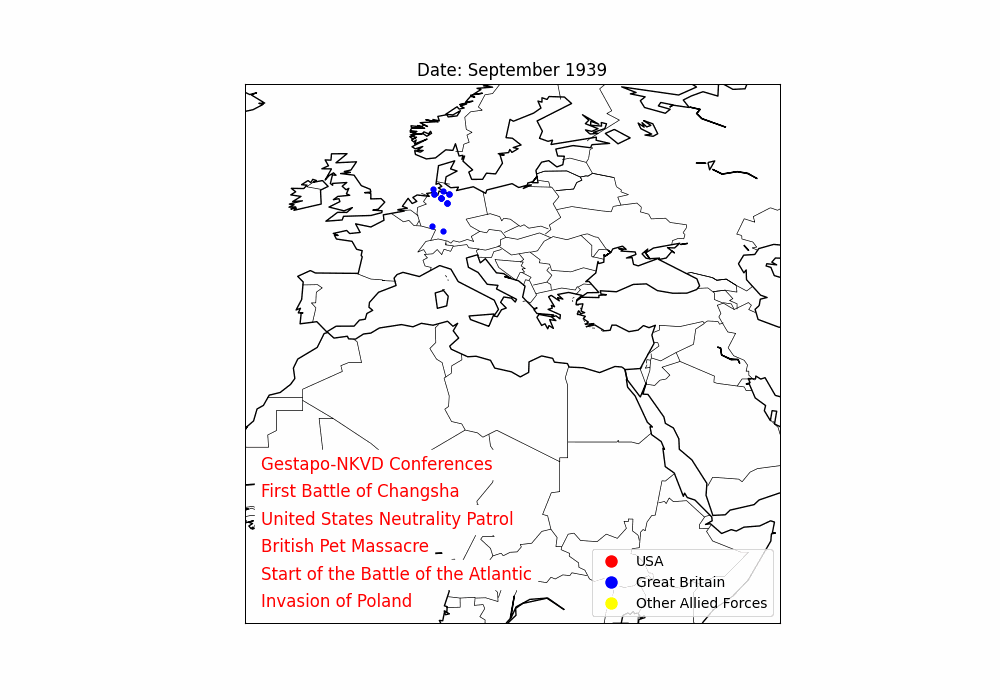 Date: September 1939
Gestapo-NKVD Conferences
First Battle of Changsha
United States Neutrality Patrol
British Pet Massacre
Start of the Battle of the Atlantic
Invasion of Poland
USA
Great Britain
Other Allied Forces